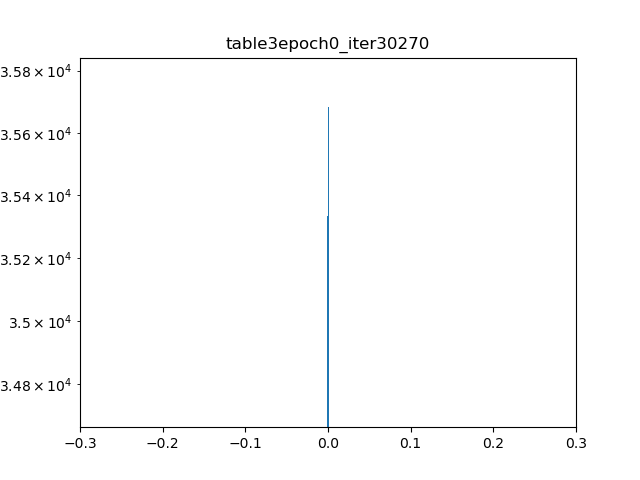 table3epoch0_iter30270
3.58 × 10⁴
3.56 × 10⁴
3.54 × 10⁴
3.52 × 10⁴
3.5 × 10⁴
3.48 × 10⁴
−0.3 −0.2 −0.1 0.0 0.1 0.2 0.3